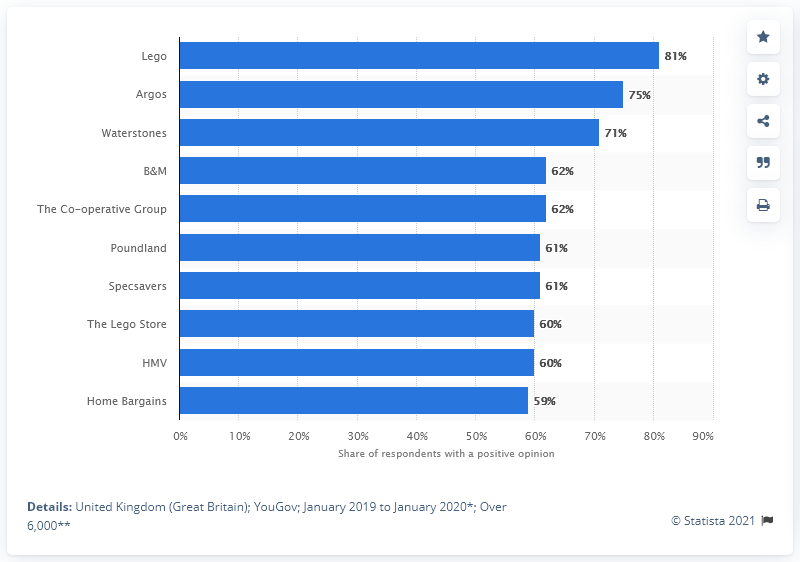 Lego 81%
Argos 75%
Waterstones 71%
B&M 62%
The Co-operative Group 62%
Poundland 61%
Specsavers 61%
The Lego Store 60%
HMV 60%
Home Bargains 59%
0% 10% 20% 30% 40% 50% 60% 70% 80% 90%
Share of respondents with a positive opinion
Details: United Kingdom (Great Britain); YouGov; January 2019 to January 2020*; Over
6,000**
© Statista 2021